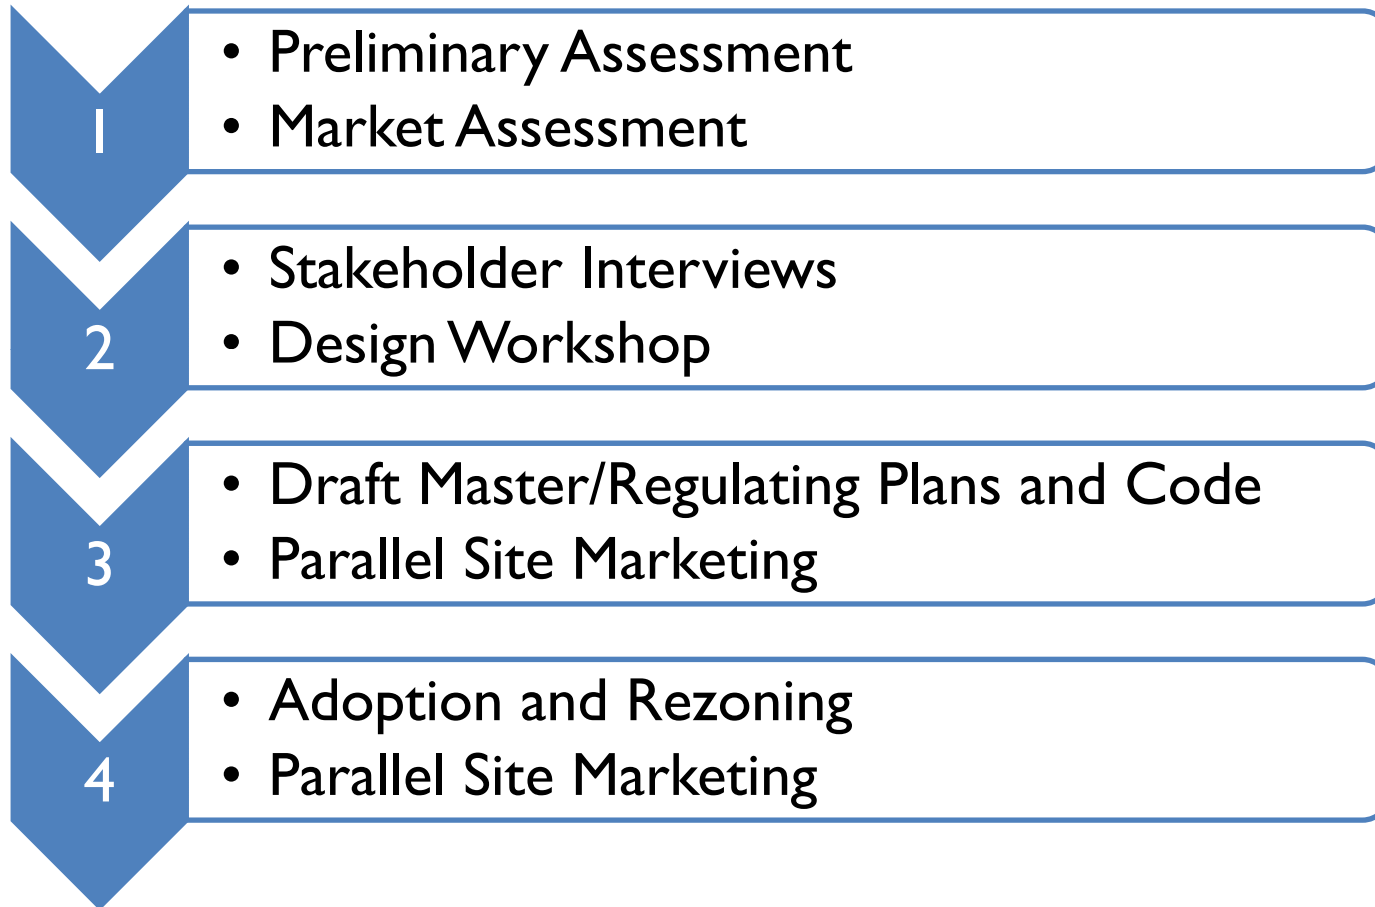 1
• Preliminary Assessment
• Market Assessment
2
• Stakeholder Interviews
• Design Workshop
3
• Draft Master/Regulating Plans and Code
• Parallel Site Marketing
4
• Adoption and Rezoning
• Parallel Site Marketing